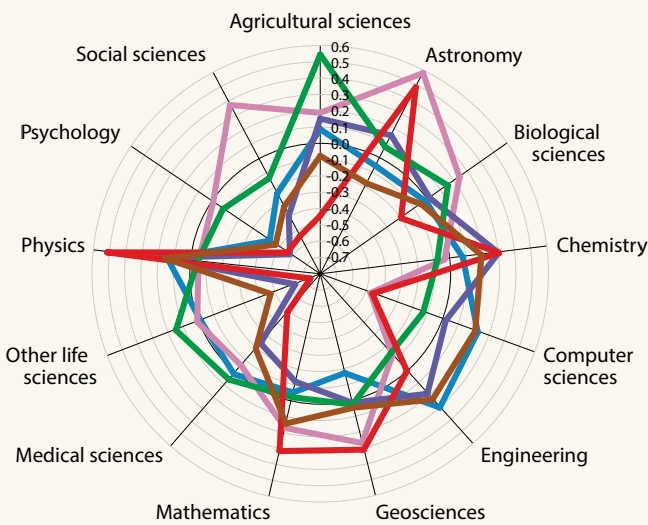 Agricultural sciences
Social sciences
Astronomy
0.6
0.5
0.4
0.3
0.2
0.1
0.0
-0.1
-0.2
-0.3
-0.4
-0.5
-0.6
-0.7
Psychology
Biological
sciences
Physics
Chemistry
Other life
sciences
Computer
sciences
Medical sciences
Engineering
Mathematics
Geosciences